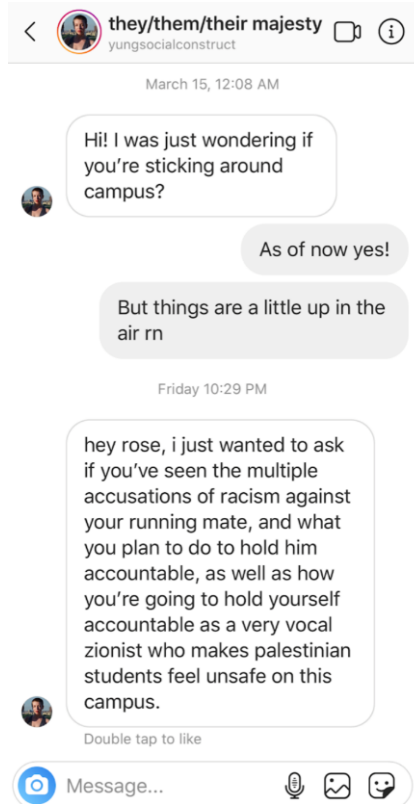 they/them/their majesty
yungsocialconstruct
March 15, 12:08 AM
Hi! I was just wondering if
you’re sticking around
campus?
As of now yes!
But things are a little up in the
air rn
Friday 10:29 PM
hey rose, i just wanted to ask
if you’ve seen the multiple
accusations of racism against
your running mate, and what
you plan to do to hold him
accountable, as well as how
you’re going to hold yourself
accountable as a very vocal
zionist who makes palestinian
students feel unsafe on this
campus.
Double tap to like
Message...